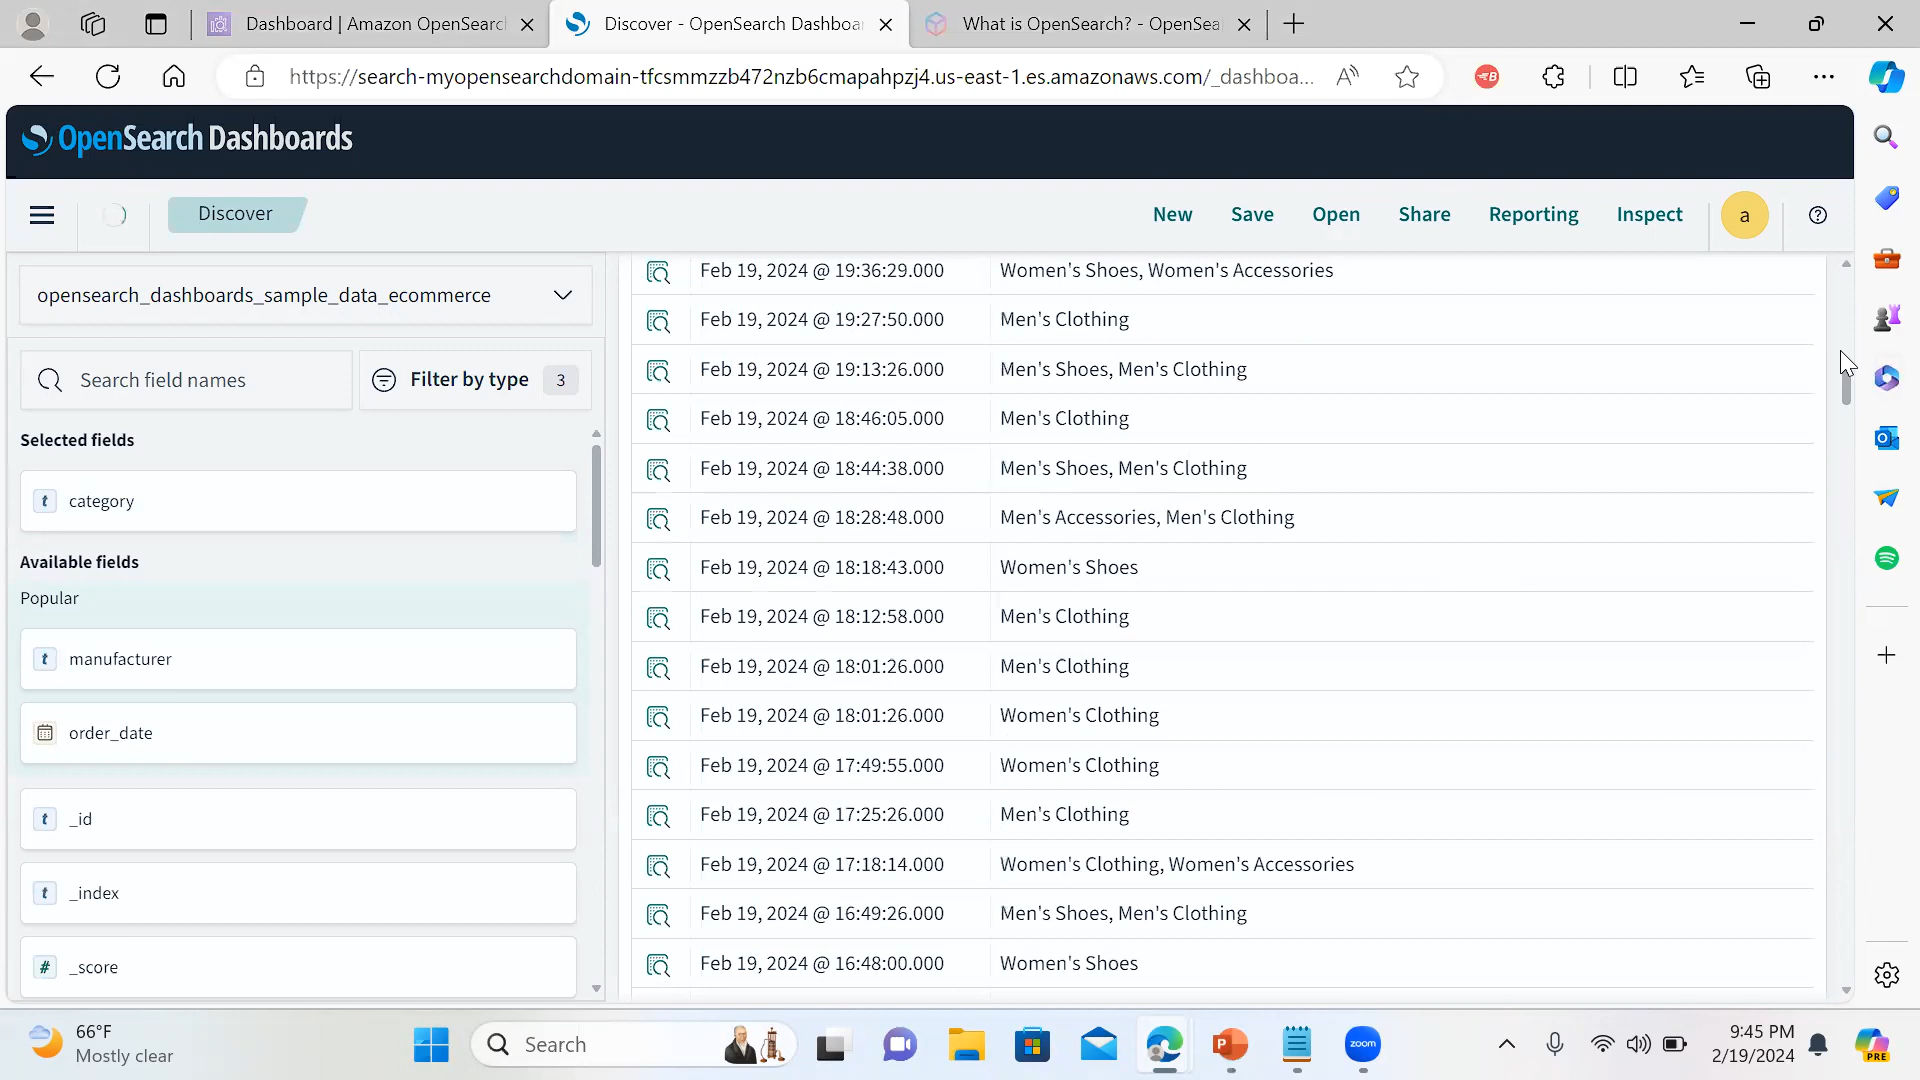 Dashboard | Amazon OpenSearc
Discover - OpenSearch Dashboa
What is OpenSearch? - OpenSea
https://search-myopensearchdomain-tfcsmmzzb472nzb6cmapahpzj4.us-east-1.es.amazonaws.com/_dashboa...
OpenSearch Dashboards
Discover
New Save Open Share Reporting Inspect a
opensearch_dashboards_sample_data_ecommerce
Search field names
Filter by type 3
Selected fields
t category
Available fields
Popular
t manufacturer
order_date
t _id
t _index
# _score
Feb 19, 2024 @ 19:36:29.000 Women's Shoes, Women's Accessories
Feb 19, 2024 @ 19:27:50.000 Men's Clothing
Feb 19, 2024 @ 19:13:26.000 Men's Shoes, Men's Clothing
Feb 19, 2024 @ 18:46:05.000 Men's Clothing
Feb 19, 2024 @ 18:44:38.000 Men's Shoes, Men's Clothing
Feb 19, 2024 @ 18:28:48.000 Men's Accessories, Men's Clothing
Feb 19, 2024 @ 18:18:43.000 Women's Shoes
Feb 19, 2024 @ 18:12:58.000 Men's Clothing
Feb 19, 2024 @ 18:01:26.000 Men's Clothing
Feb 19, 2024 @ 18:01:26.000 Women's Clothing
Feb 19, 2024 @ 17:49:55.000 Women's Clothing
Feb 19, 2024 @ 17:25:26.000 Men's Clothing
Feb 19, 2024 @ 17:18:14.000 Women's Clothing, Women's Accessories
Feb 19, 2024 @ 16:49:26.000 Men's Shoes, Men's Clothing
Feb 19, 2024 @ 16:48:00.000 Women's Shoes
66°F
Mostly clear
Search
zoom
9:45 PM
2/19/2024
PRE